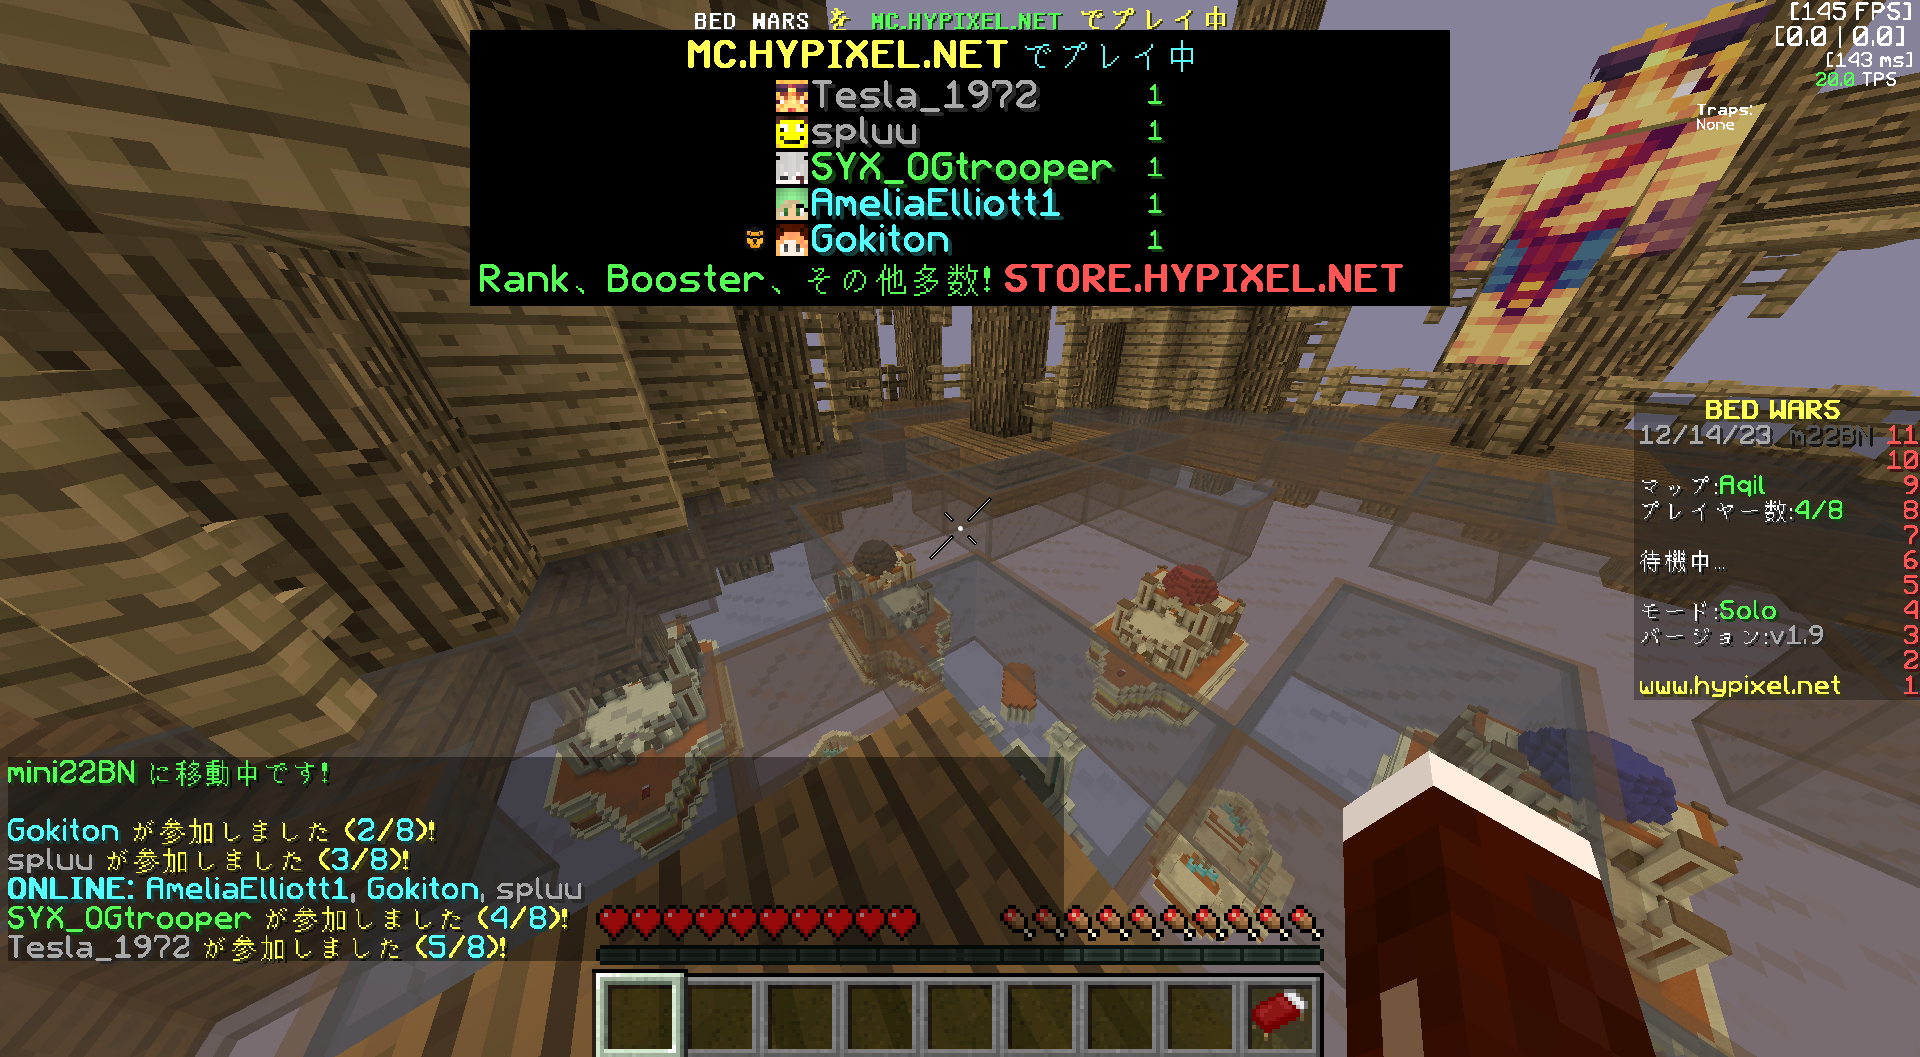 BED WARS を MC.HYPIXEL.NET でプレイ中
MC.HYPIXEL.NET でプレイ中
Tesla_1972 1
spluu 1
SYX_OGtrooper 1
AmeliaElliott1 1
Gokiton 1
Rank、Booster、その他多数! STORE.HYPIXEL.NET
[145 FPS]
[0.0 | 0.0]
[143 ms]
20.0 TPS
Traps:
None
BED WARS
12/14/23 m22BN 11
10
マップ:Aqil 9
プレイヤー数:4/8 8
7
待機中... 6
5
モード:Solo 4
バージョン:v1.9 3
2
www.hypixel.net 1
mini22BN に移動中です!
Gokiton が参加しました (2/8)!
spluu が参加しました (3/8)!
ONLINE: AmeliaElliott1, Gokiton, spluu
SYX_OGtrooper が参加しました (4/8)!
Tesla_1972 が参加しました (5/8)!